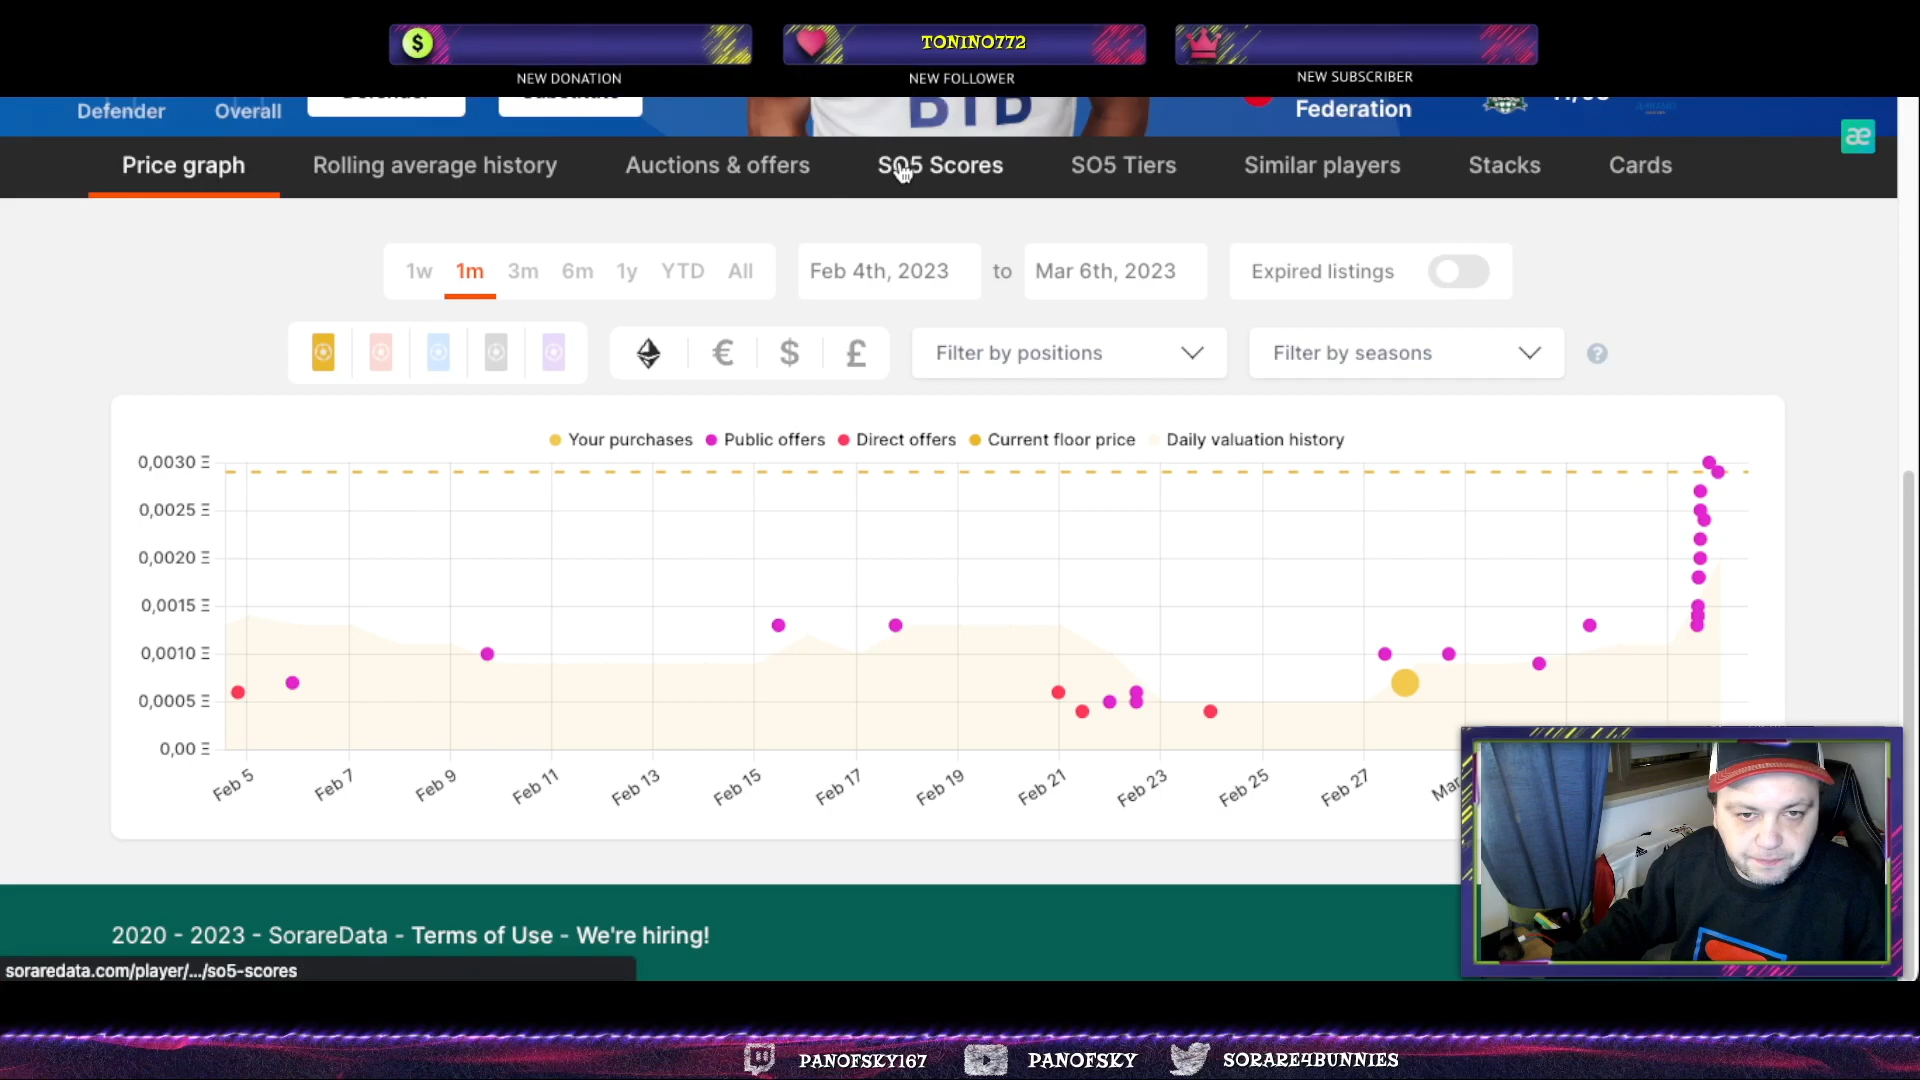 $
TONINO772
NEW DONATION
NEW FOLLOWER
NEW SUBSCRIBER
Defender
Overall
Federation
æ
Price graph
Rolling average history
Auctions & offers
SO5 Scores
SO5 Tiers
Similar players
Stacks
Cards
1w
1m
3m
6m
1y
YTD
All
Feb 4th, 2023
to
Mar 6th, 2023
Expired listings
€
$
£
Filter by positions
Filter by seasons
?
Your purchases
Public offers
Direct offers
Current floor price
Daily valuation history
0,0030 Ξ
0,0025 Ξ
0,0020 Ξ
0,0015 Ξ
0,0010 Ξ
0,0005 Ξ
0,00 Ξ
Feb 5
Feb 7
Feb 9
Feb 11
Feb 13
Feb 15
Feb 17
Feb 19
Feb 21
Feb 23
Feb 25
Feb 27
2020 - 2023 - SorareData - Terms of Use - We're hiring!
soraredata.com/player/.../so5-scores
PANOFSKY167
PANOFSKY
SORARE4BUNNIES